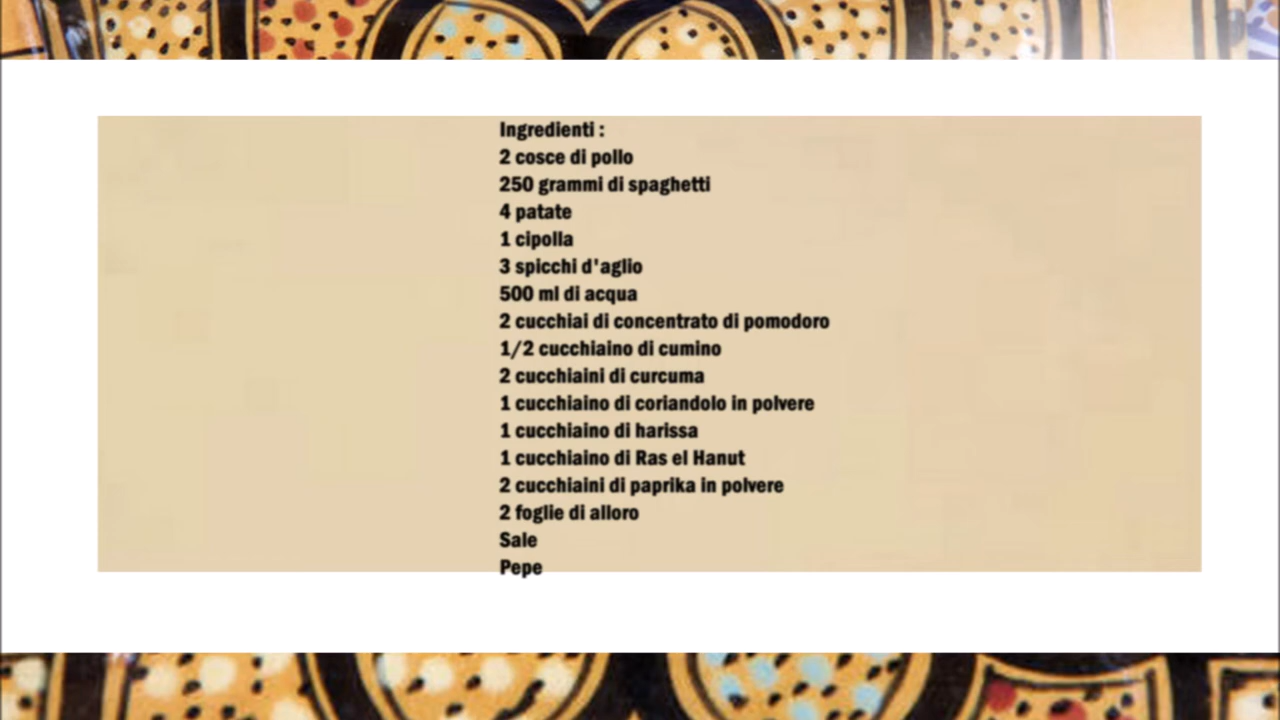 Ingredienti :
2 cosce di pollo
250 grammi di spaghetti
4 patate
1 cipolla
3 spicchi d'aglio
500 ml di acqua
2 cucchiai di concentrato di pomodoro
1/2 cucchiaino di cumino
2 cucchiaini di curcuma
1 cucchiaino di coriandolo in polvere
1 cucchiaino di harissa
1 cucchiaino di Ras el Hanut
2 cucchiaini di paprika in polvere
2 foglie di alloro
Sale
Pepe